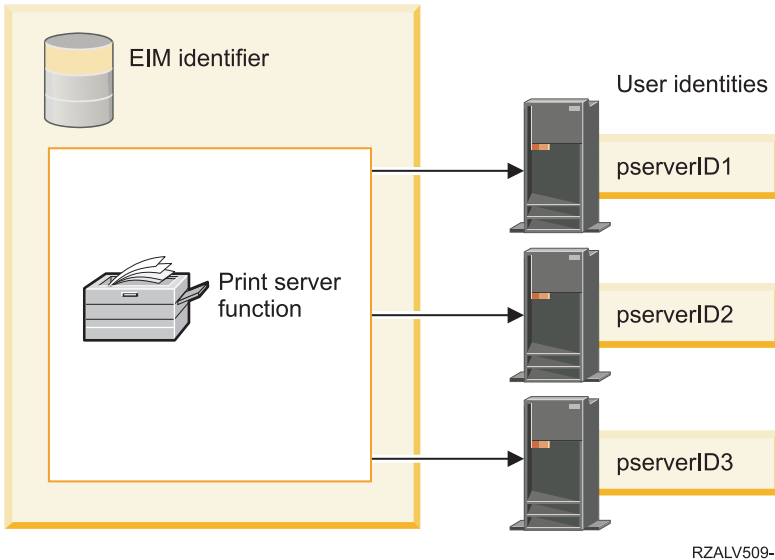 EIM identifier
User identities
pserverID1
Print server
function
pserverID2
pserverID3
RZALV509-